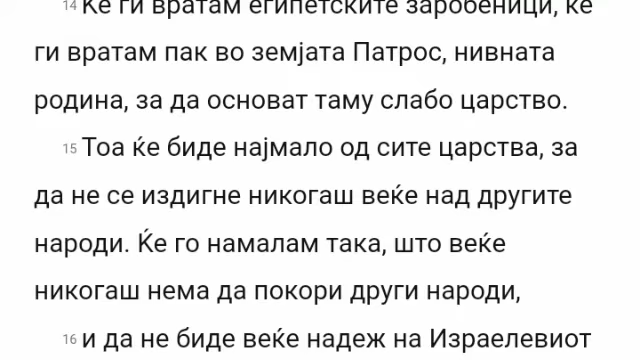 14 Ќе ги вратам египетските заробеници, ќе
ги вратам пак во земјата Патрос, нивната
родина, за да основат таму слабо царство.
15 Тоа ќе биде најмало од сите царства, за
да не се издигне никогаш веќе над другите
народи. Ќе го намалам така, што веќе
никогаш нема да покори други народи,
16 и да не биде веќе надеж на Израелевиот